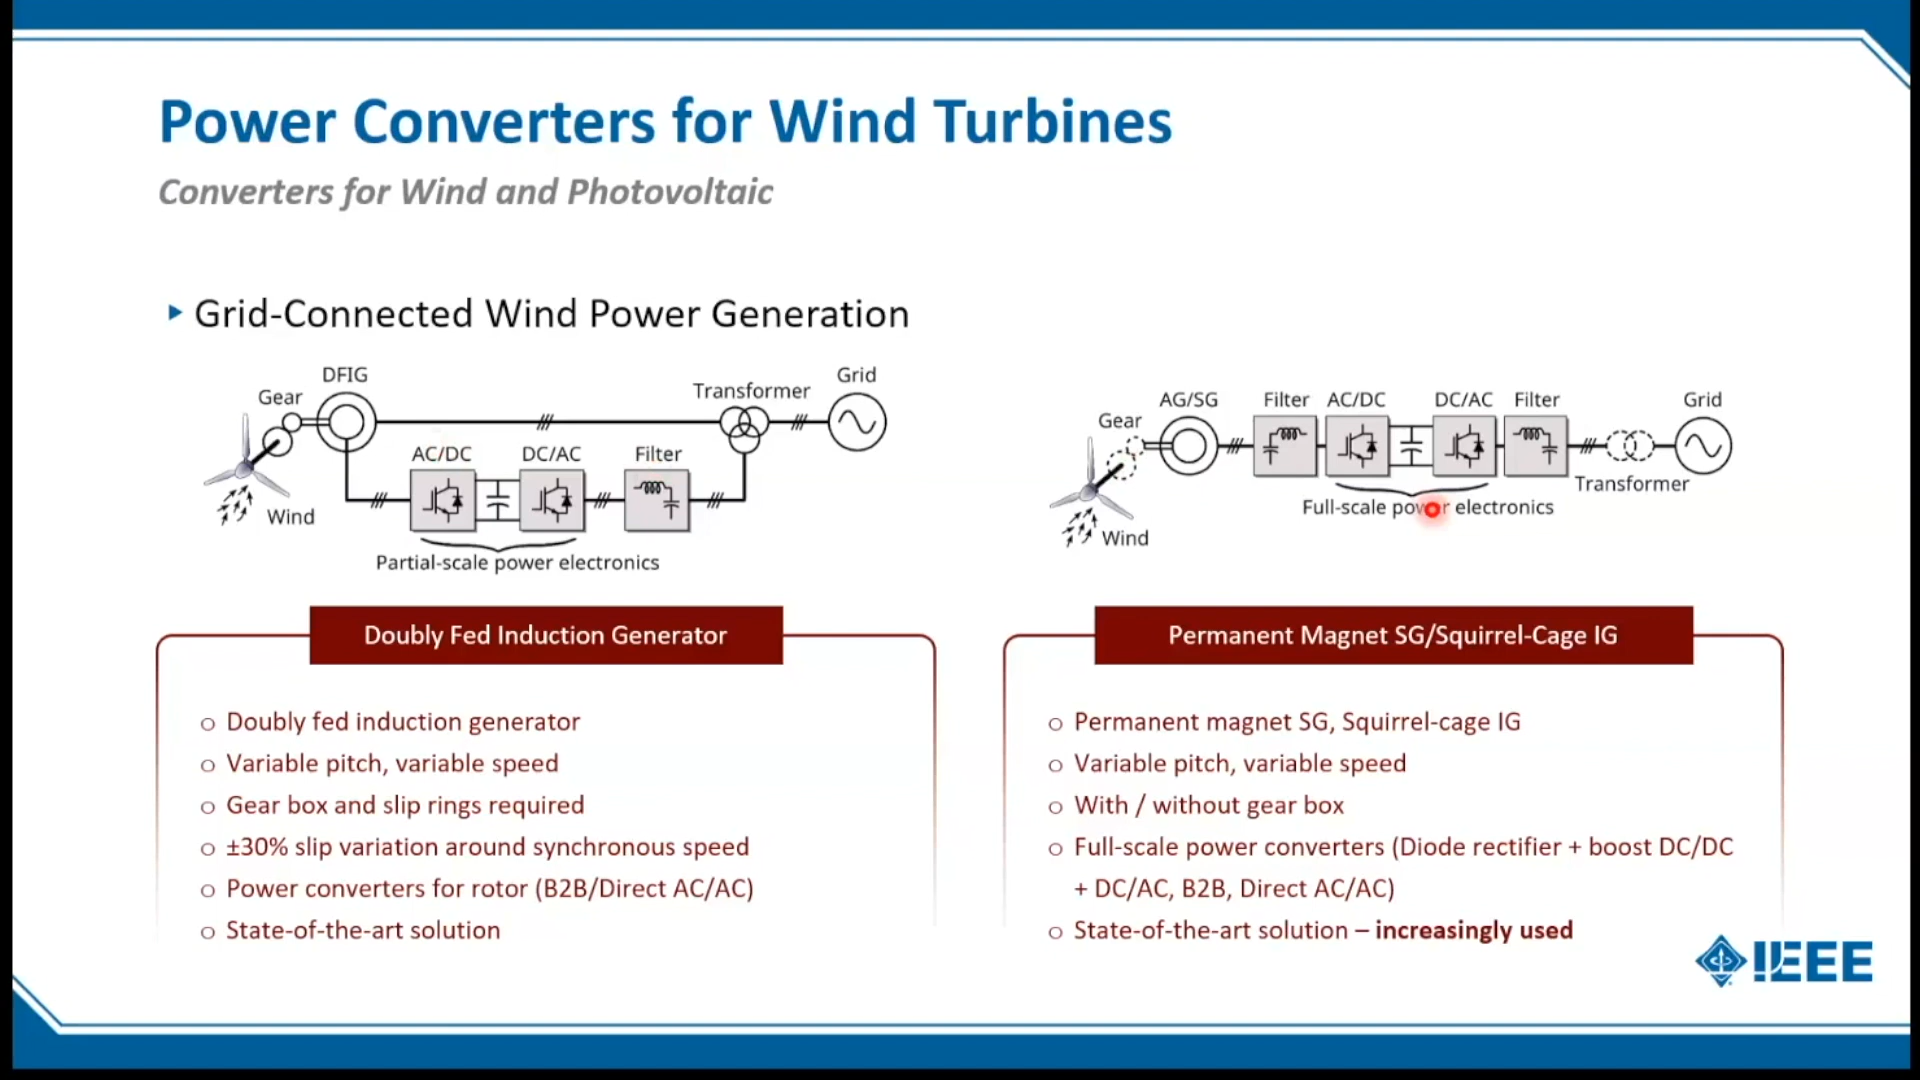 Power Converters for Wind Turbines
Converters for Wind and Photovoltaic
Grid-Connected Wind Power Generation
DFIG
Gear
Transformer
Grid
AC/DC
DC/AC
Filter
Wind
Partial-scale power electronics
AG/SG
Filter
AC/DC
DC/AC
Filter
Grid
Gear
Transformer
Full-scale power electronics
Wind
Doubly Fed Induction Generator
Doubly fed induction generator
Variable pitch, variable speed
Gear box and slip rings required
±30% slip variation around synchronous speed
Power converters for rotor (B2B/Direct AC/AC)
State-of-the-art solution
Permanent Magnet SG/Squirrel-Cage IG
Permanent magnet SG, Squirrel-cage IG
Variable pitch, variable speed
With / without gear box
Full-scale power converters (Diode rectifier + boost DC/DC
+ DC/AC, B2B, Direct AC/AC)
State-of-the-art solution – increasingly used
IEEE